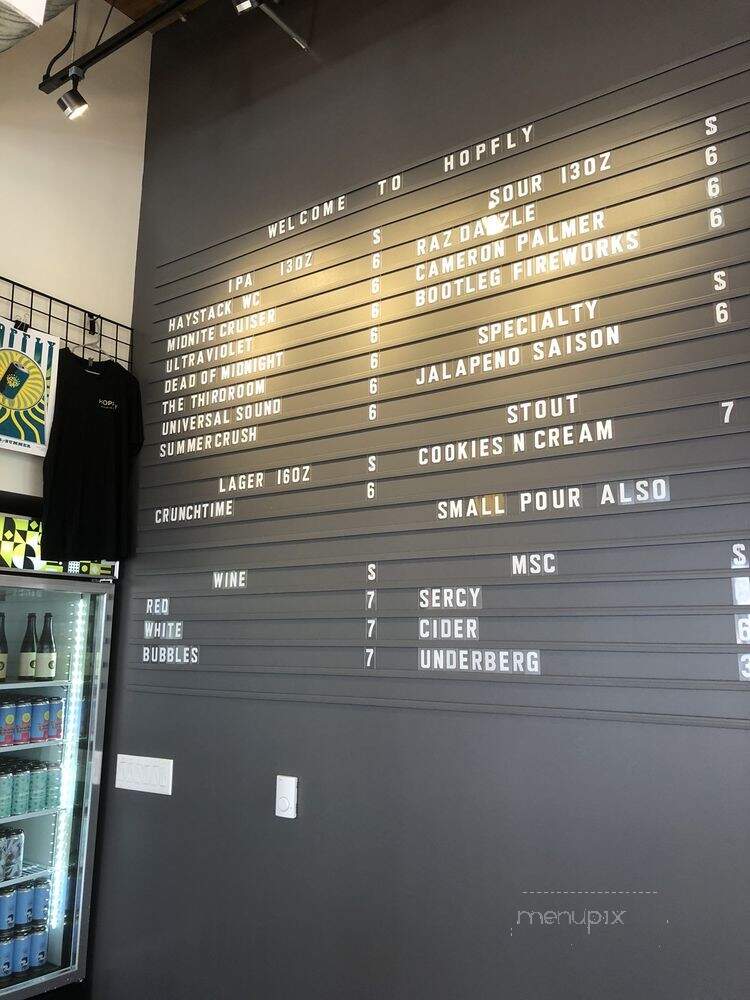 WELCOME TO HOPFLY
IPA 13OZ $
HAYSTACK WC 6
MIDNITE CRUISER 6
ULTRAVIOLET 6
DEAD OF MIDNIGHT 6
THE THIRDROOM 6
UNIVERSAL SOUND 6
SUMMERCRUSH 6
LAGER 16OZ $
CRUNCHTIME 6
WINE $
RED 7
WHITE 7
BUBBLES 7
SOUR 13OZ $
RAZ DAZZLE 6
CAMERON PALMER 6
BOOTLEG FIREWORKS 6
SPECIALTY $
JALAPENO SAISON 6
STOUT
COOKIES N CREAM 7
SMALL POUR ALSO
MSC $
SERCY
CIDER 6
UNDERBERG 3
HOPFLY
menupix